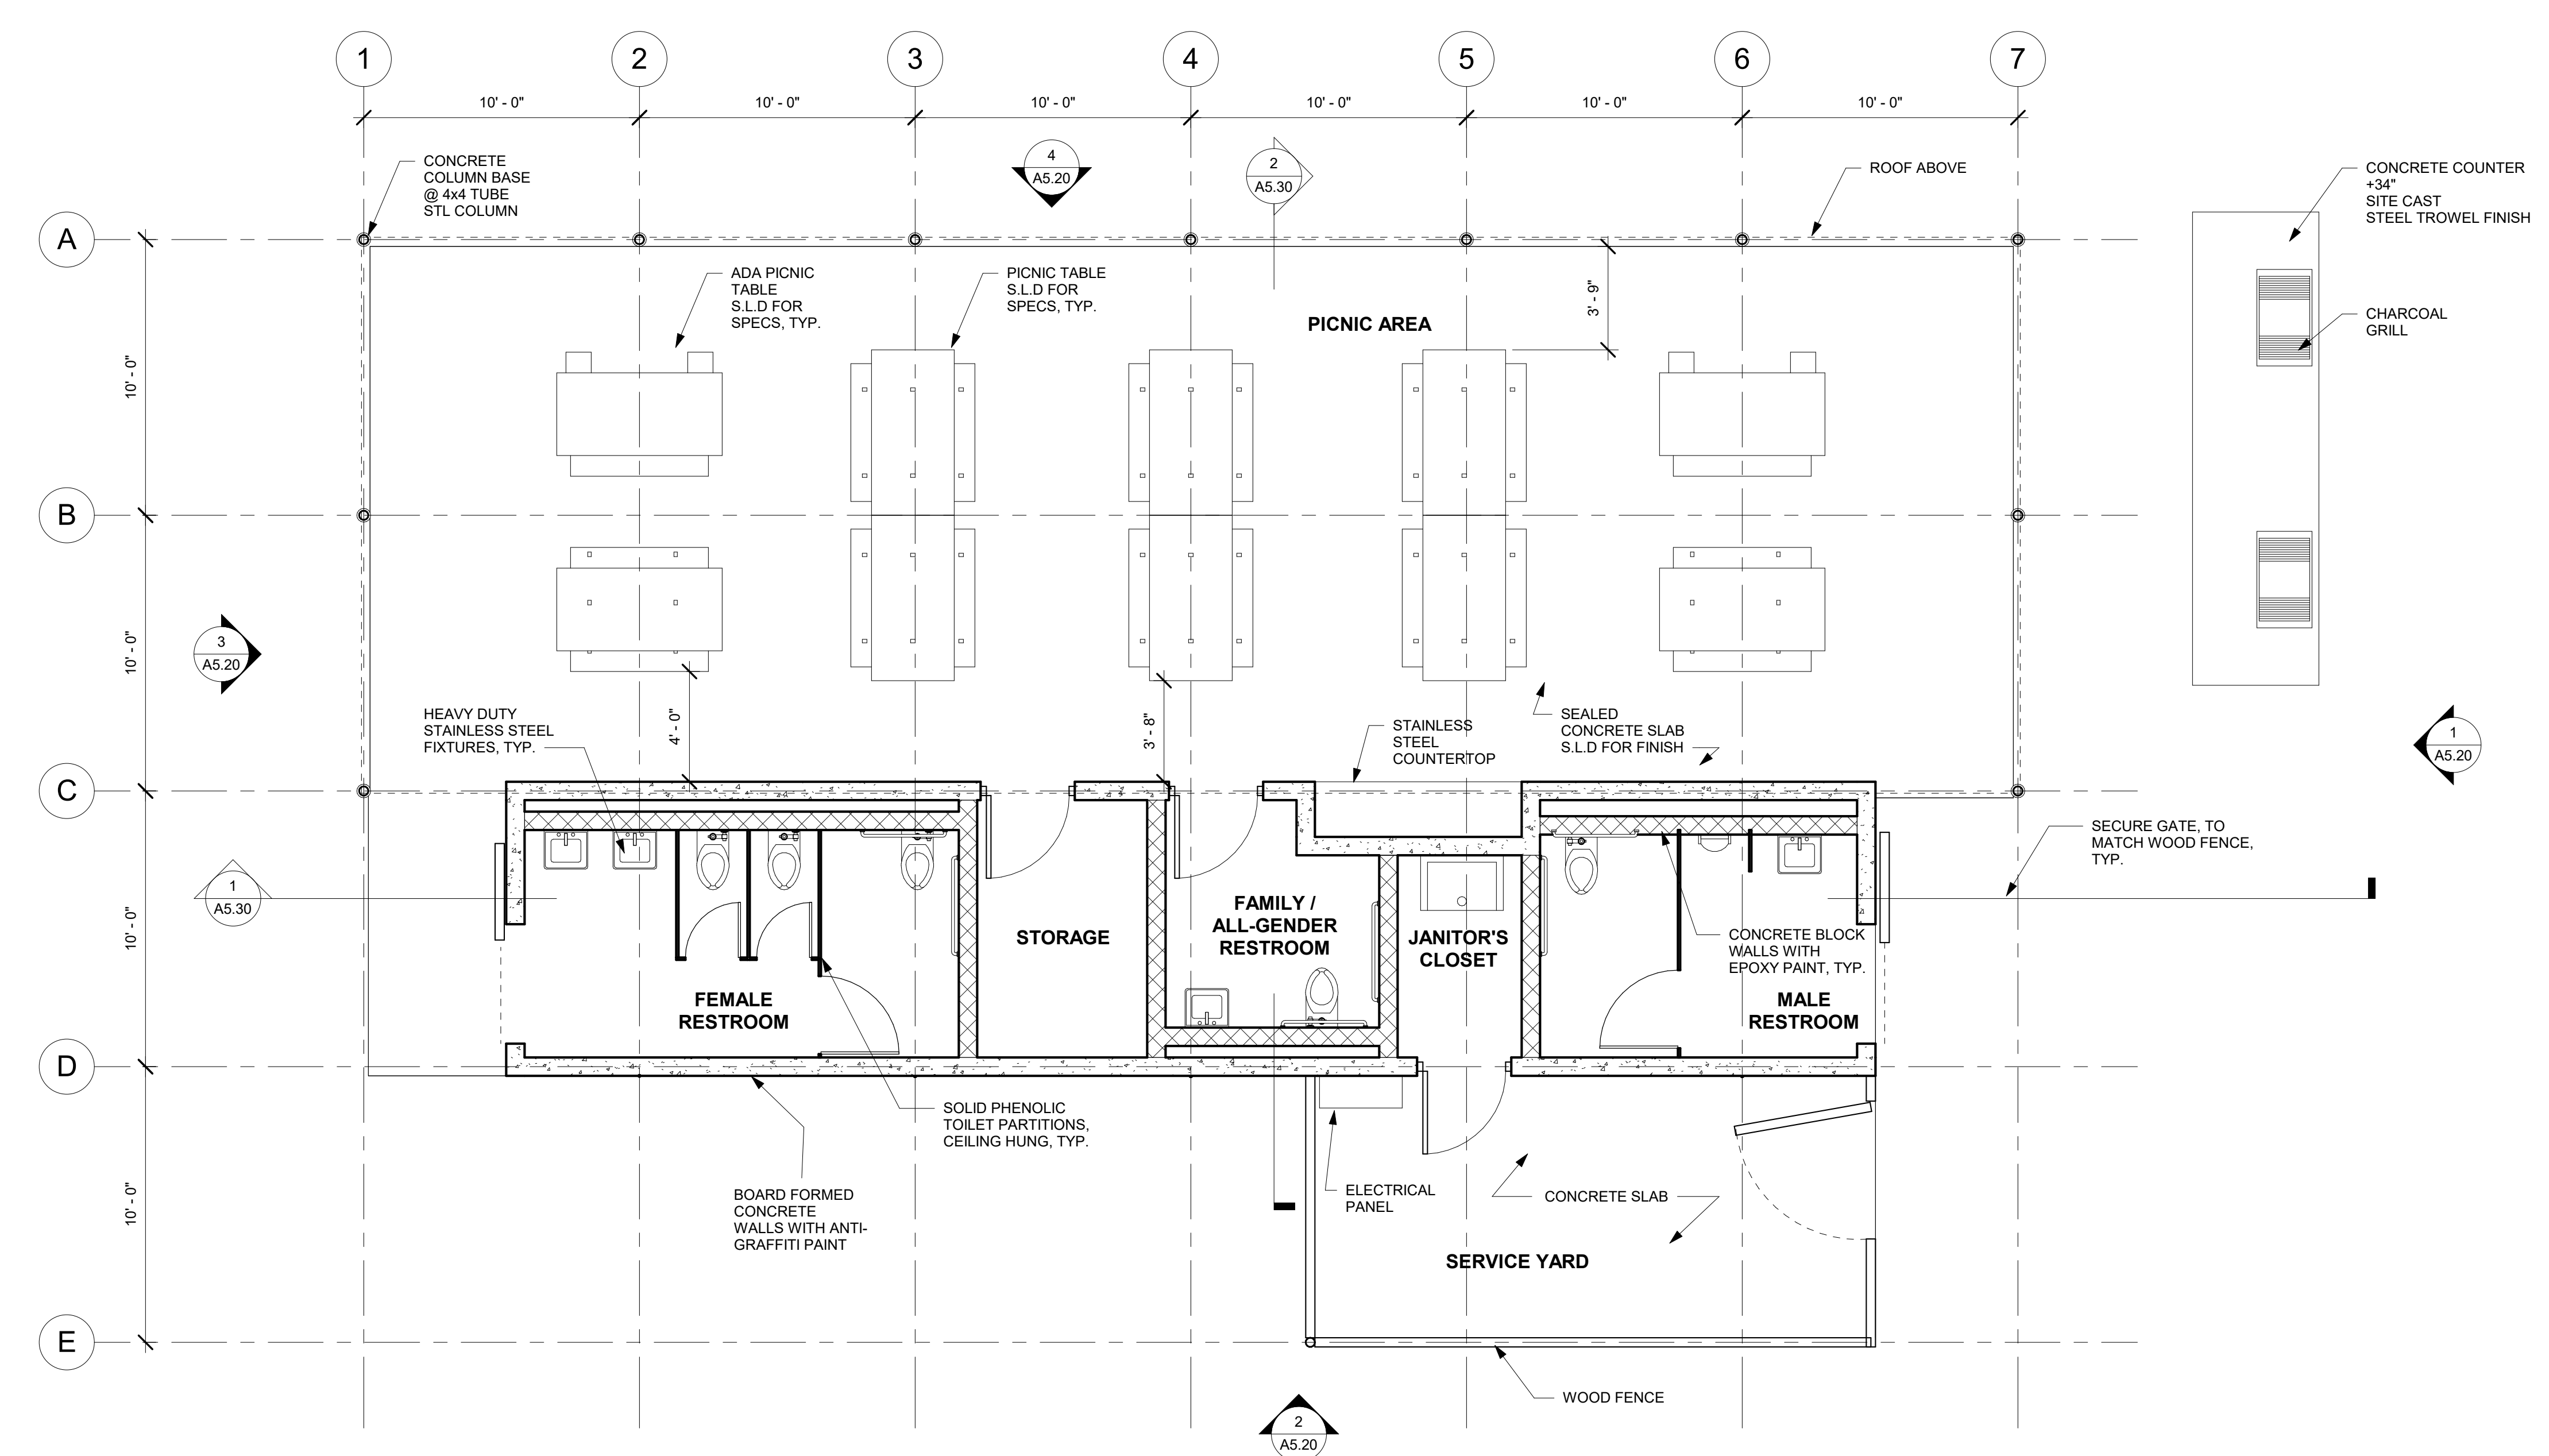 1
2
3
4
5
6
7
10' - 0"
10' - 0"
10' - 0"
10' - 0"
10' - 0"
10' - 0"
CONCRETE
COLUMN BASE
@ 4x4 TUBE
STL COLUMN
4
A5.20
2
A5.30
ROOF ABOVE
CONCRETE COUNTER
+34"
SITE CAST
STEEL TROWEL FINISH
A
ADA PICNIC
TABLE
S.L.D FOR
SPECS, TYP.
PICNIC TABLE
S.L.D FOR
SPECS, TYP.
PICNIC AREA
3' - 9"
CHARCOAL
GRILL
10' - 0"
B
10' - 0"
3
A5.20
HEAVY DUTY
STAINLESS STEEL
FIXTURES, TYP.
4' - 0"
3' - 8"
STAINLESS
STEEL
COUNTERTOP
SEALED
CONCRETE SLAB
S.L.D FOR FINISH
1
A5.20
C
SECURE GATE, TO
MATCH WOOD FENCE,
TYP.
1
A5.30
10' - 0"
FEMALE
RESTROOM
STORAGE
FAMILY /
ALL-GENDER
RESTROOM
JANITOR'S
CLOSET
CONCRETE BLOCK
WALLS WITH
EPOXY PAINT, TYP.
MALE
RESTROOM
D
SOLID PHENOLIC
TOILET PARTITIONS,
CEILING HUNG, TYP.
BOARD FORMED
CONCRETE
WALLS WITH ANTI-
GRAFFITI PAINT
10' - 0"
ELECTRICAL
PANEL
CONCRETE SLAB
SERVICE YARD
E
WOOD FENCE
2
A5.20